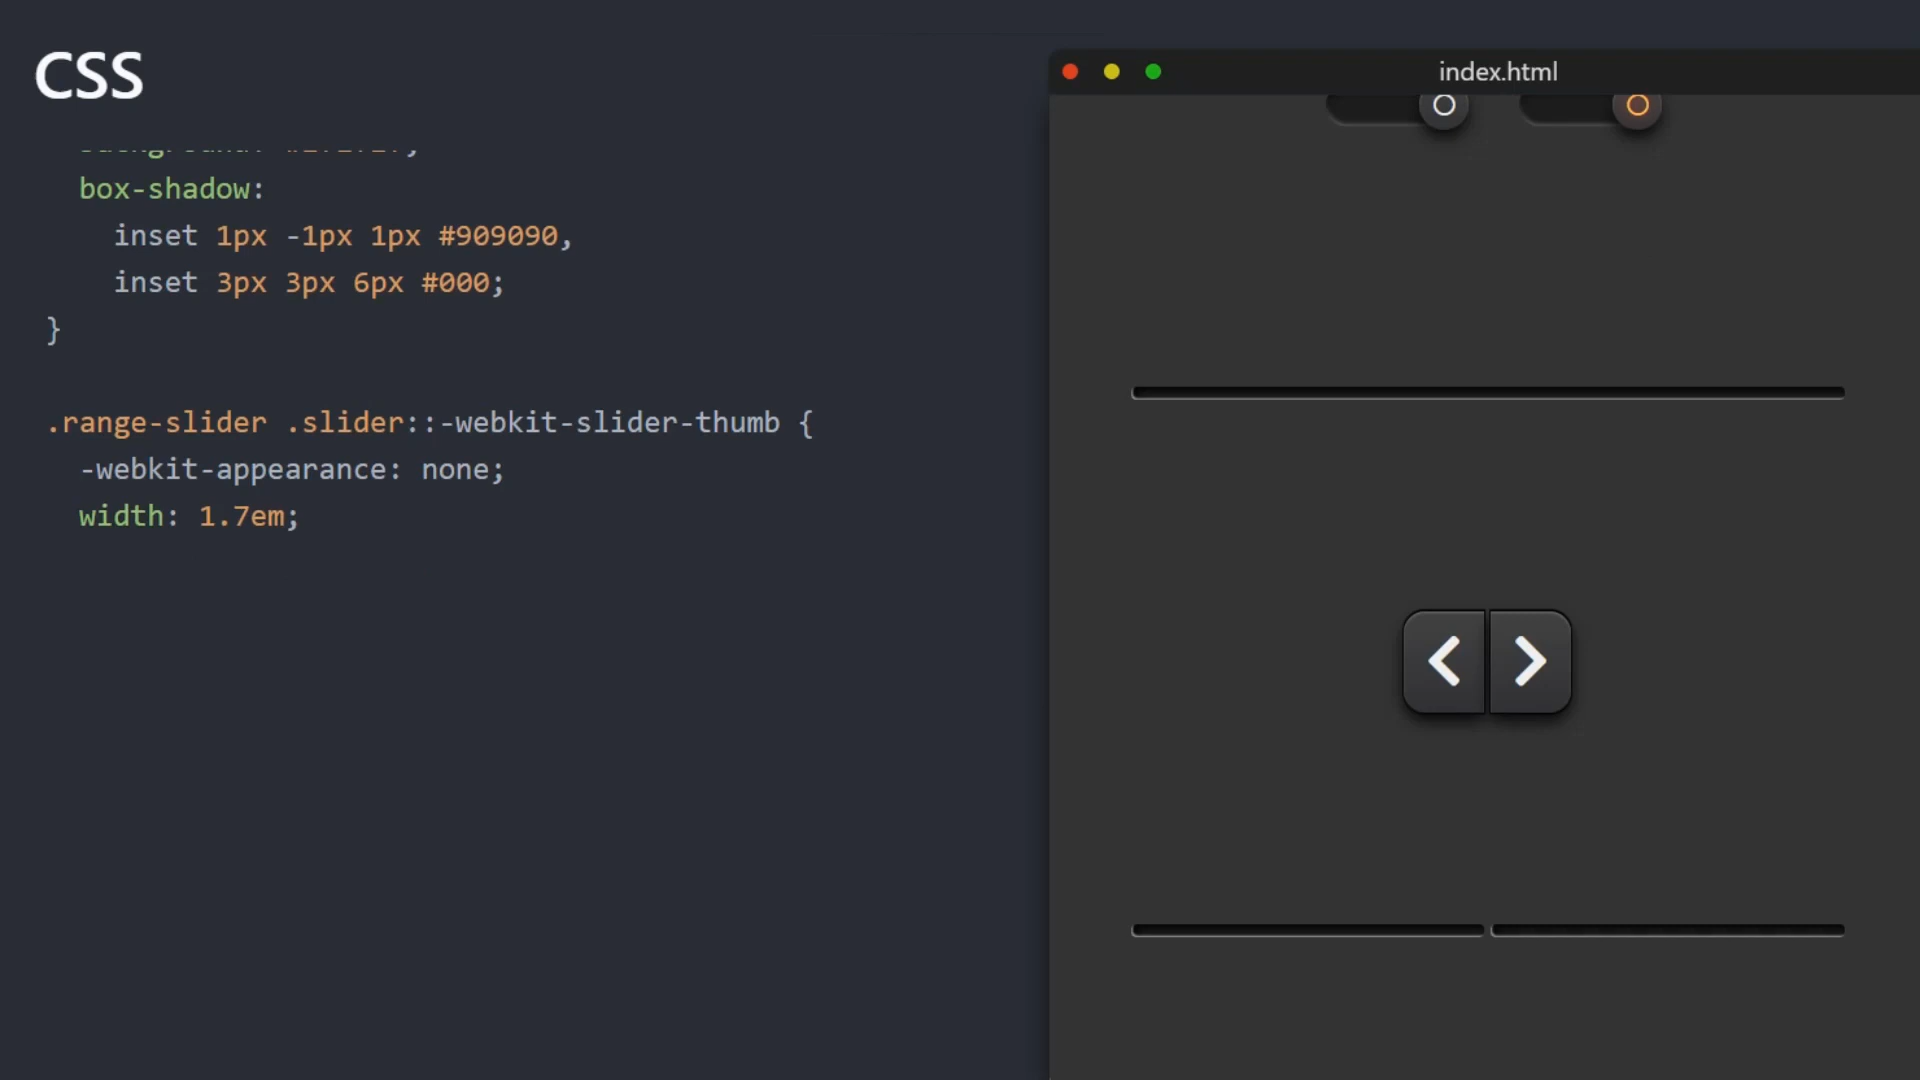 CSS
index.html
box-shadow:
inset 1px -1px 1px #909090,
inset 3px 3px 6px #000;
}
.range-slider .slider::-webkit-slider-thumb {
-webkit-appearance: none;
width: 1.7em;